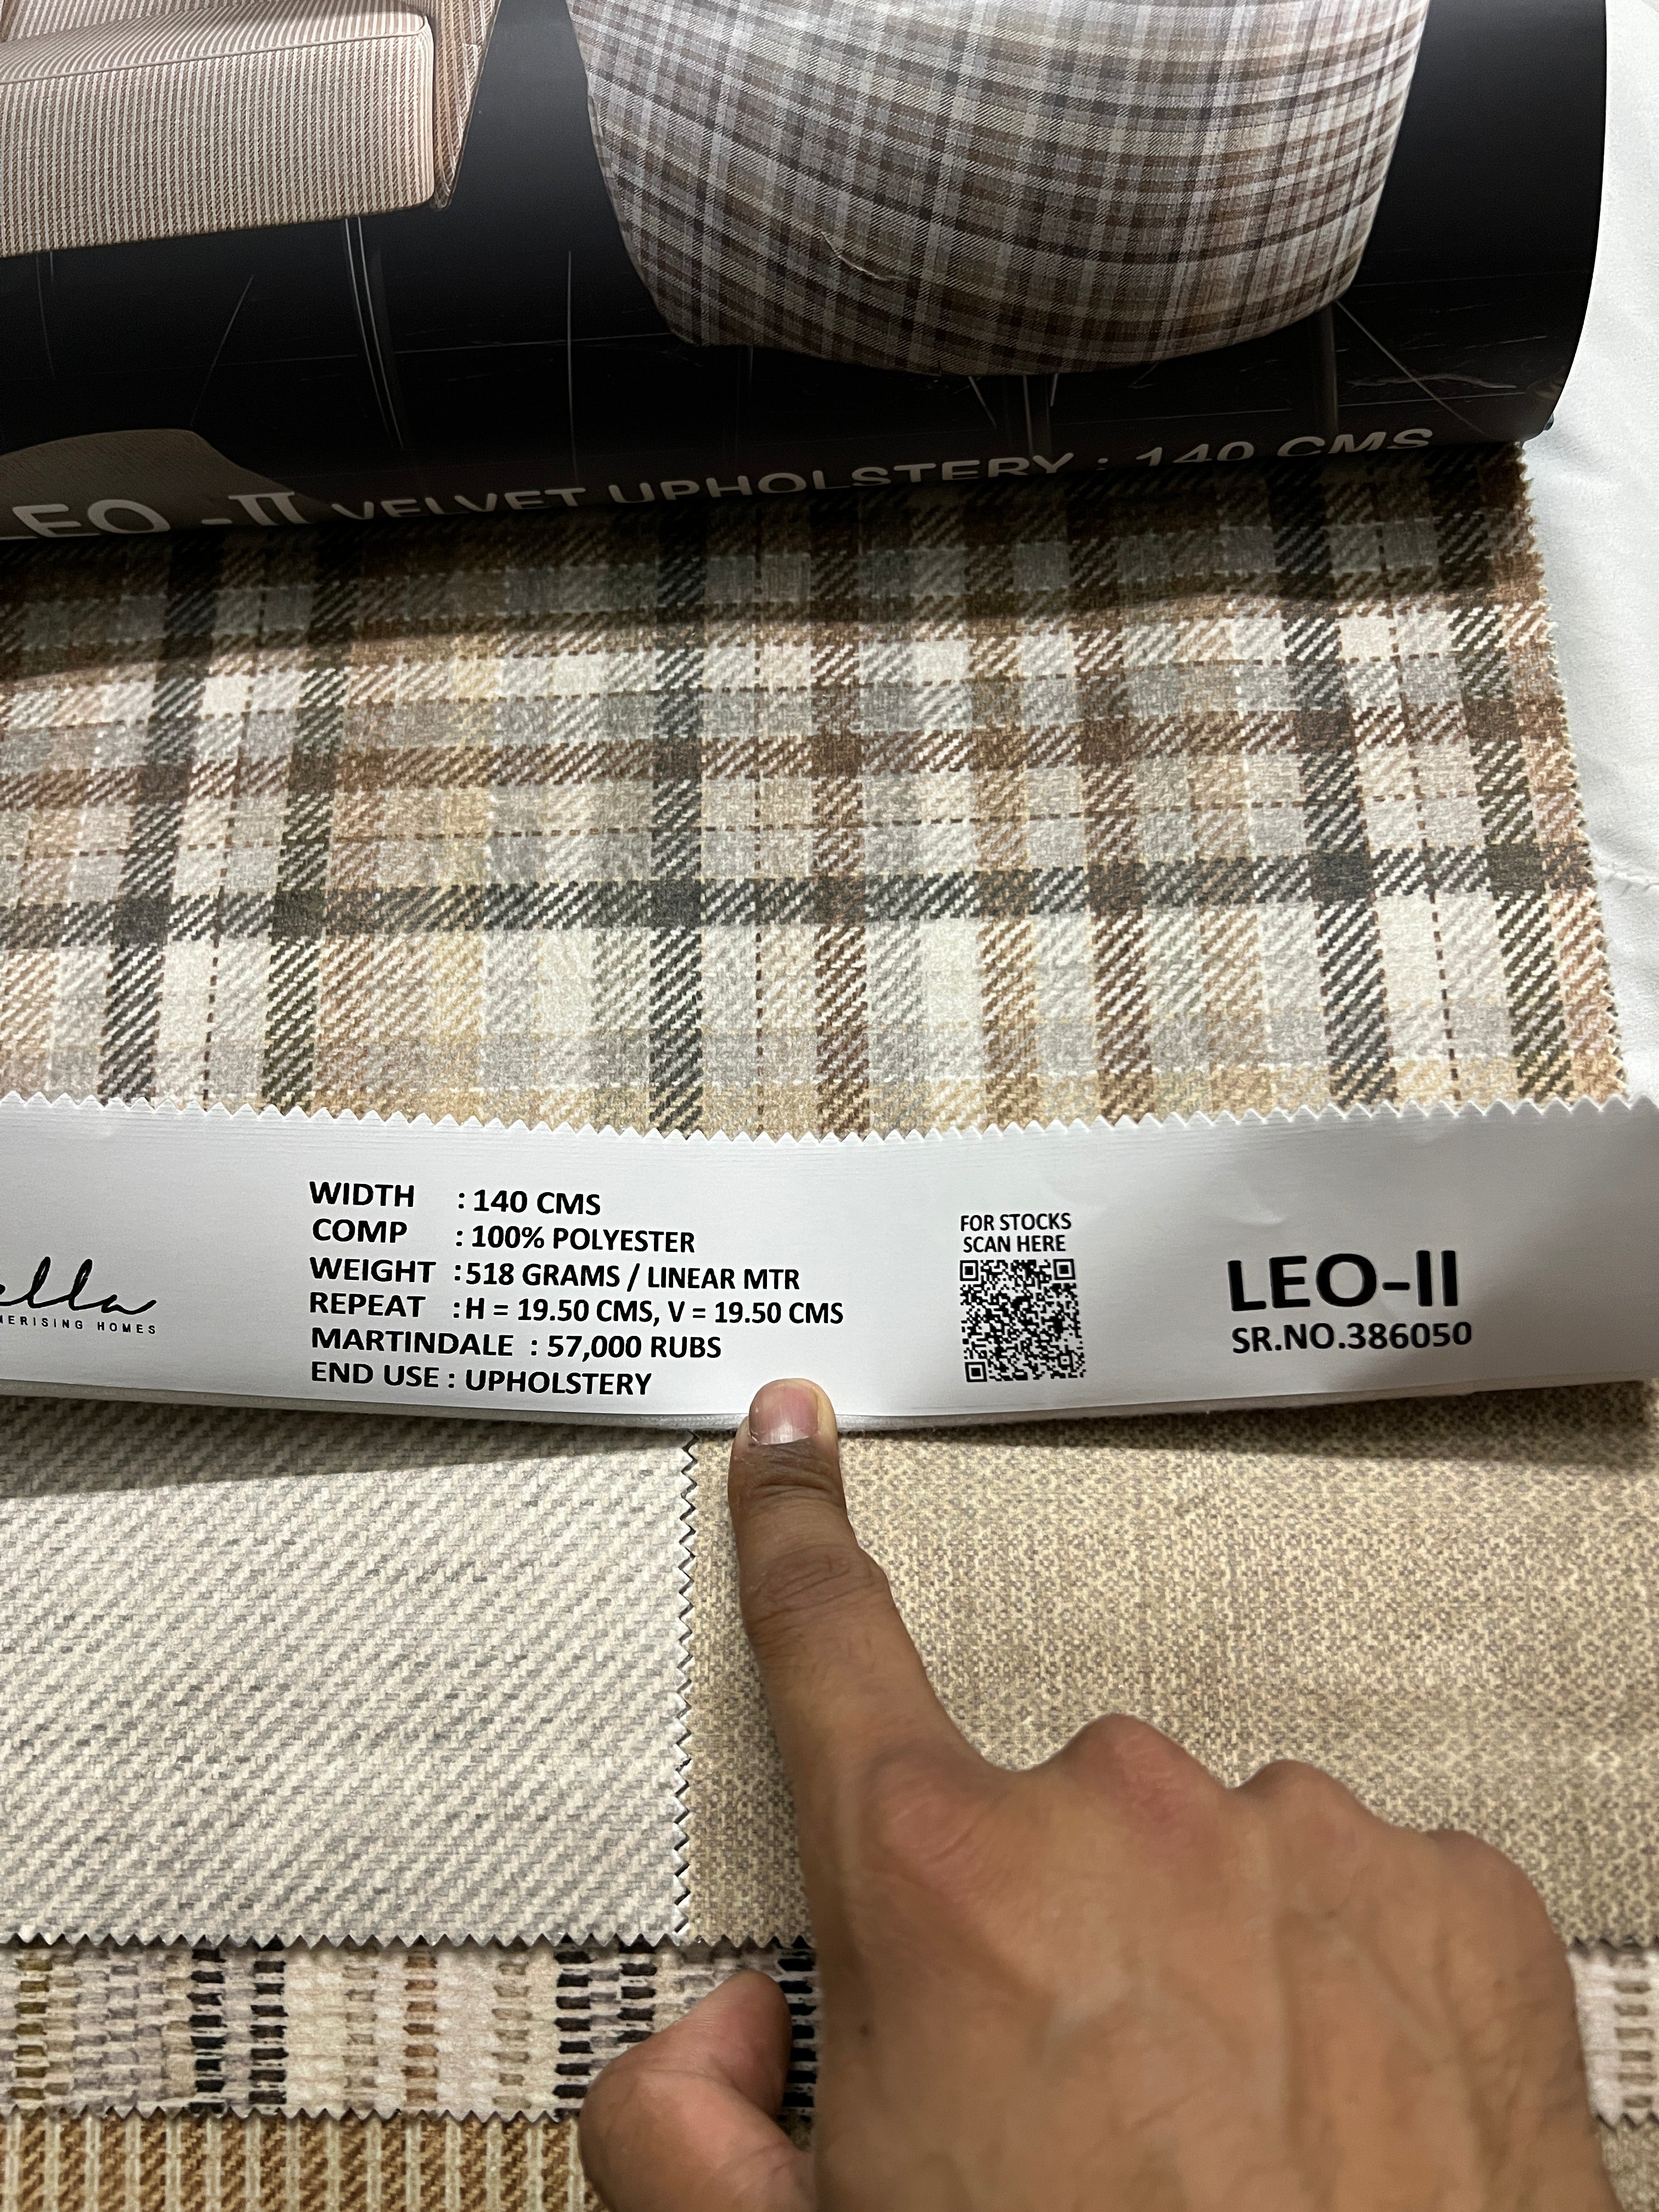 -II VELVET UPHOLSTERY : 140 CMS
WIDTH : 140 CMS
COMP : 100% POLYESTER
WEIGHT : 518 GRAMS / LINEAR MTR
REPEAT : H = 19.50 CMS, V = 19.50 CMS
MARTINDALE : 57,000 RUBS
END USE : UPHOLSTERY
HOMES
FOR STOCKS
SCAN HERE
LEO-II
SR.NO.386050